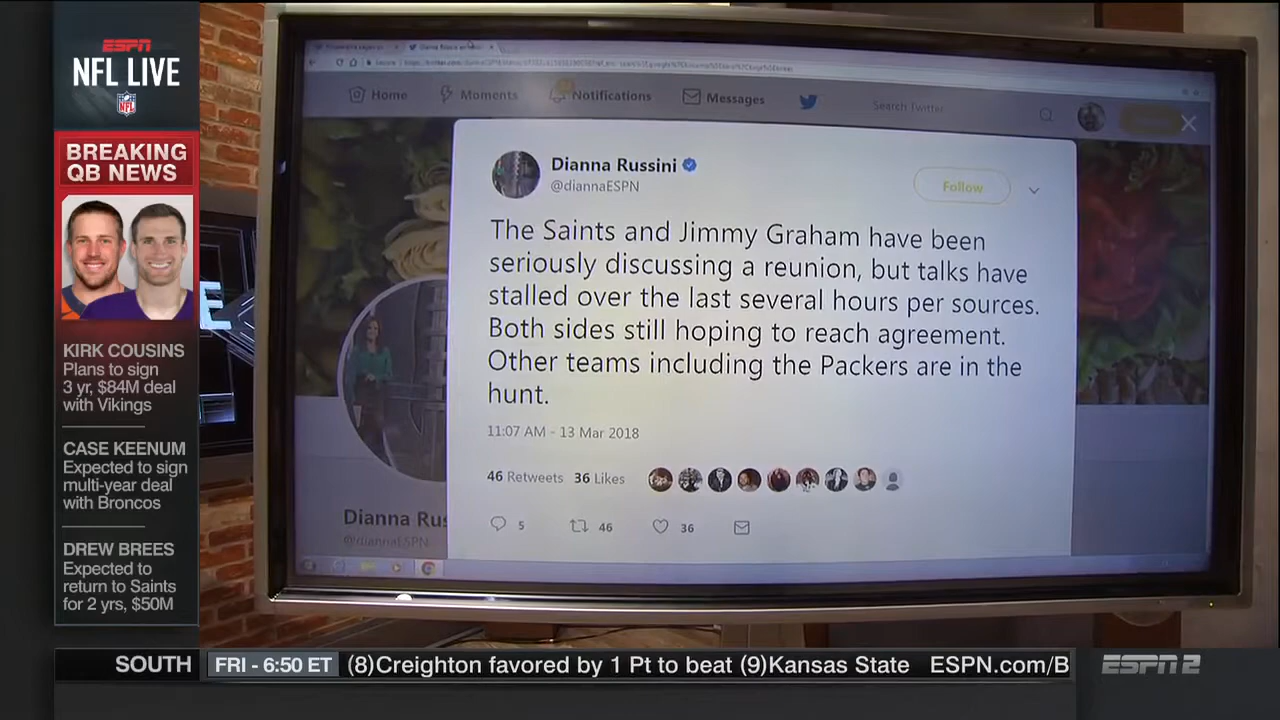 ESPN
NFL LIVE
NFL
BREAKING
QB NEWS
KIRK COUSINS
Plans to sign
3 yr, $84M deal
with Vikings
CASE KEENUM
Expected to sign
multi-year deal
with Broncos
DREW BREES
Expected to
return to Saints
for 2 yrs, $50M
Home
Moments
Notifications
Messages
Search Twitter
Dianna Russini
@diannaESPN
Follow
The Saints and Jimmy Graham have been
seriously discussing a reunion, but talks have
stalled over the last several hours per sources.
Both sides still hoping to reach agreement.
Other teams including the Packers are in the
hunt.
11:07 AM - 13 Mar 2018
46 Retweets 36 Likes
5 46 36
Dianna Rus
@diannaESPN
SOUTH FRI - 6:50 ET (8)Creighton favored by 1 Pt to beat (9)Kansas State ESPN.com/B
ESPN2